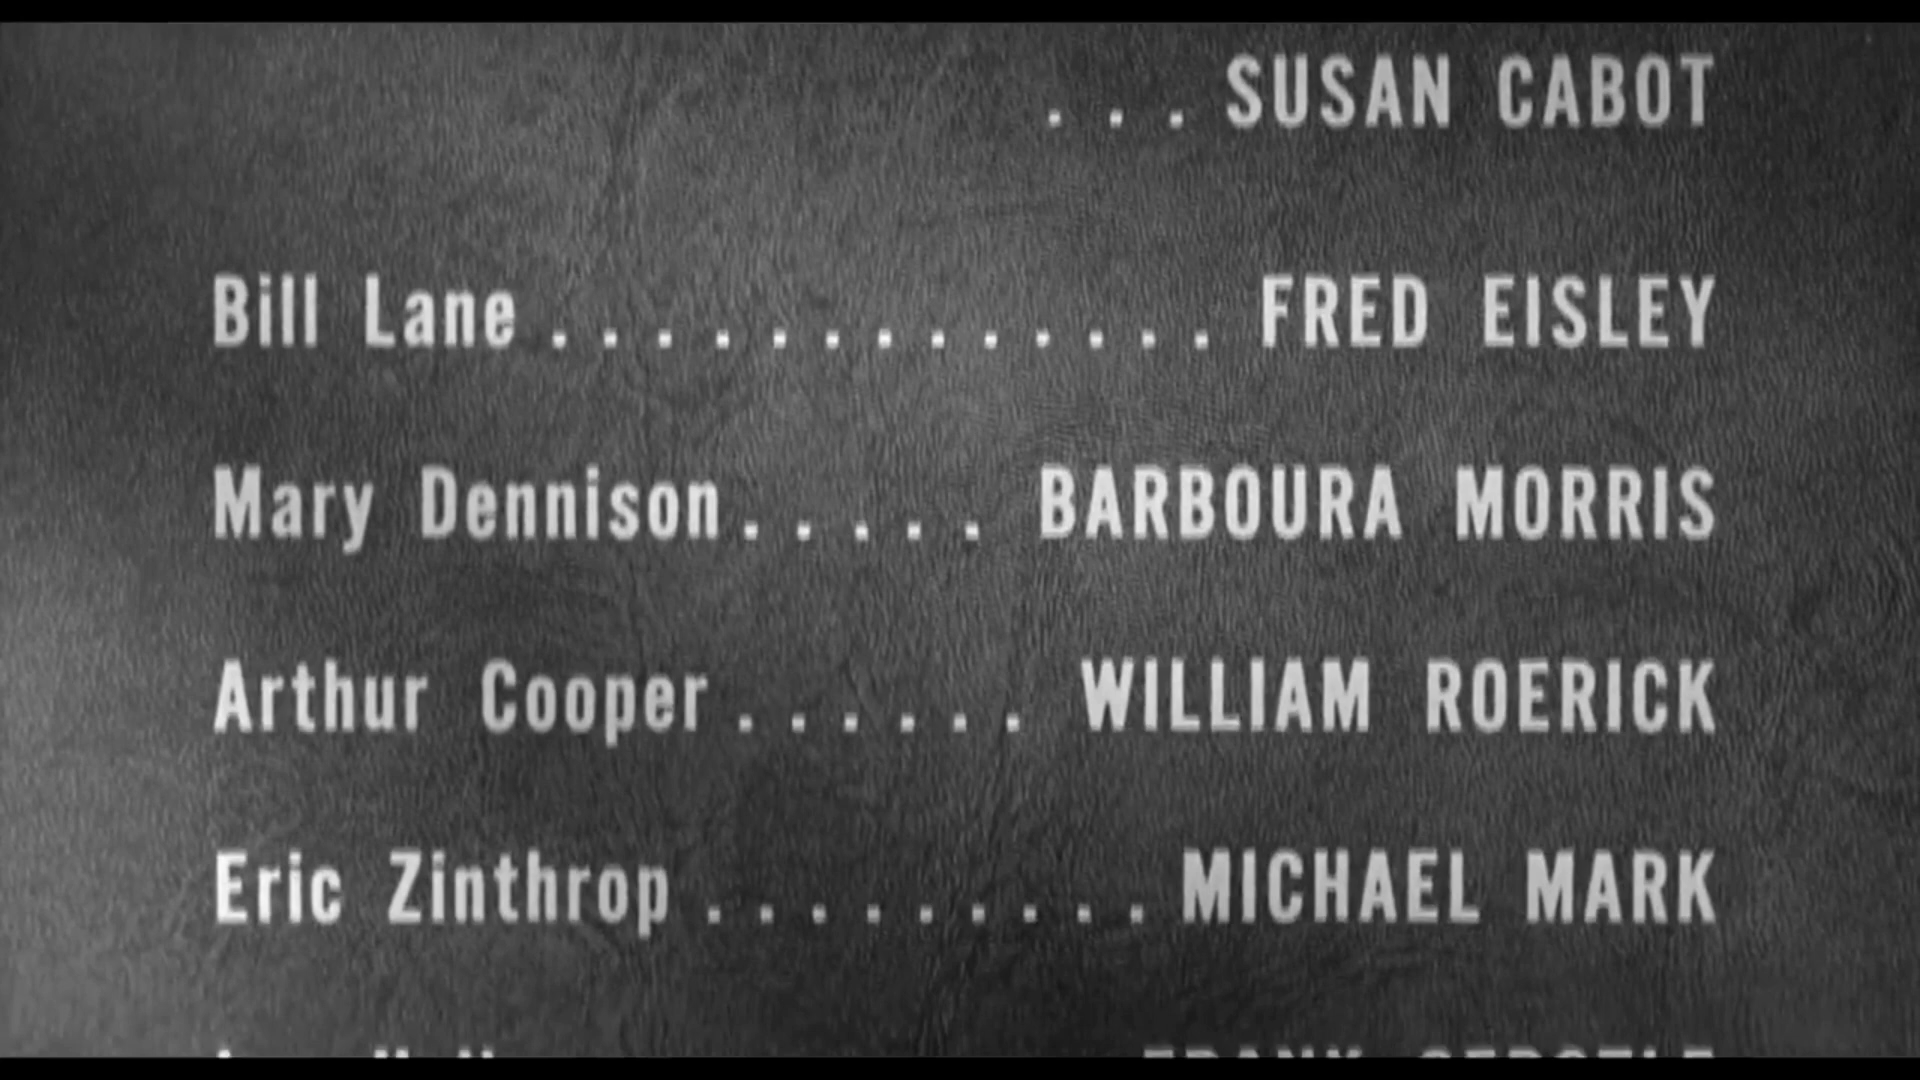 . . . SUSAN CABOT
Bill Lane . . . . . . . . . . . . . FRED EISLEY
Mary Dennison . . . . . BARBOURA MORRIS
Arthur Cooper . . . . . . WILLIAM ROERICK
Eric Zinthrop . . . . . . . . . MICHAEL MARK